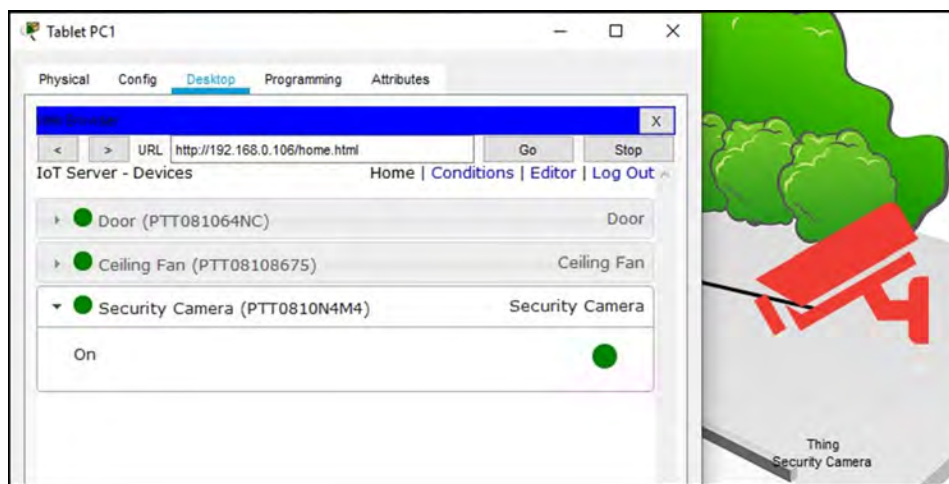 Tablet PC1
Physical Config Desktop Programming Attributes
X
< > URL http://192.168.0.106/home.html Go Stop
IoT Server - Devices Home | Conditions | Editor | Log Out
Door (PTT081064NC) Door
Ceiling Fan (PTT08108675) Ceiling Fan
Security Camera (PTT0810N4M4) Security Camera
On
Thing
Security Camera